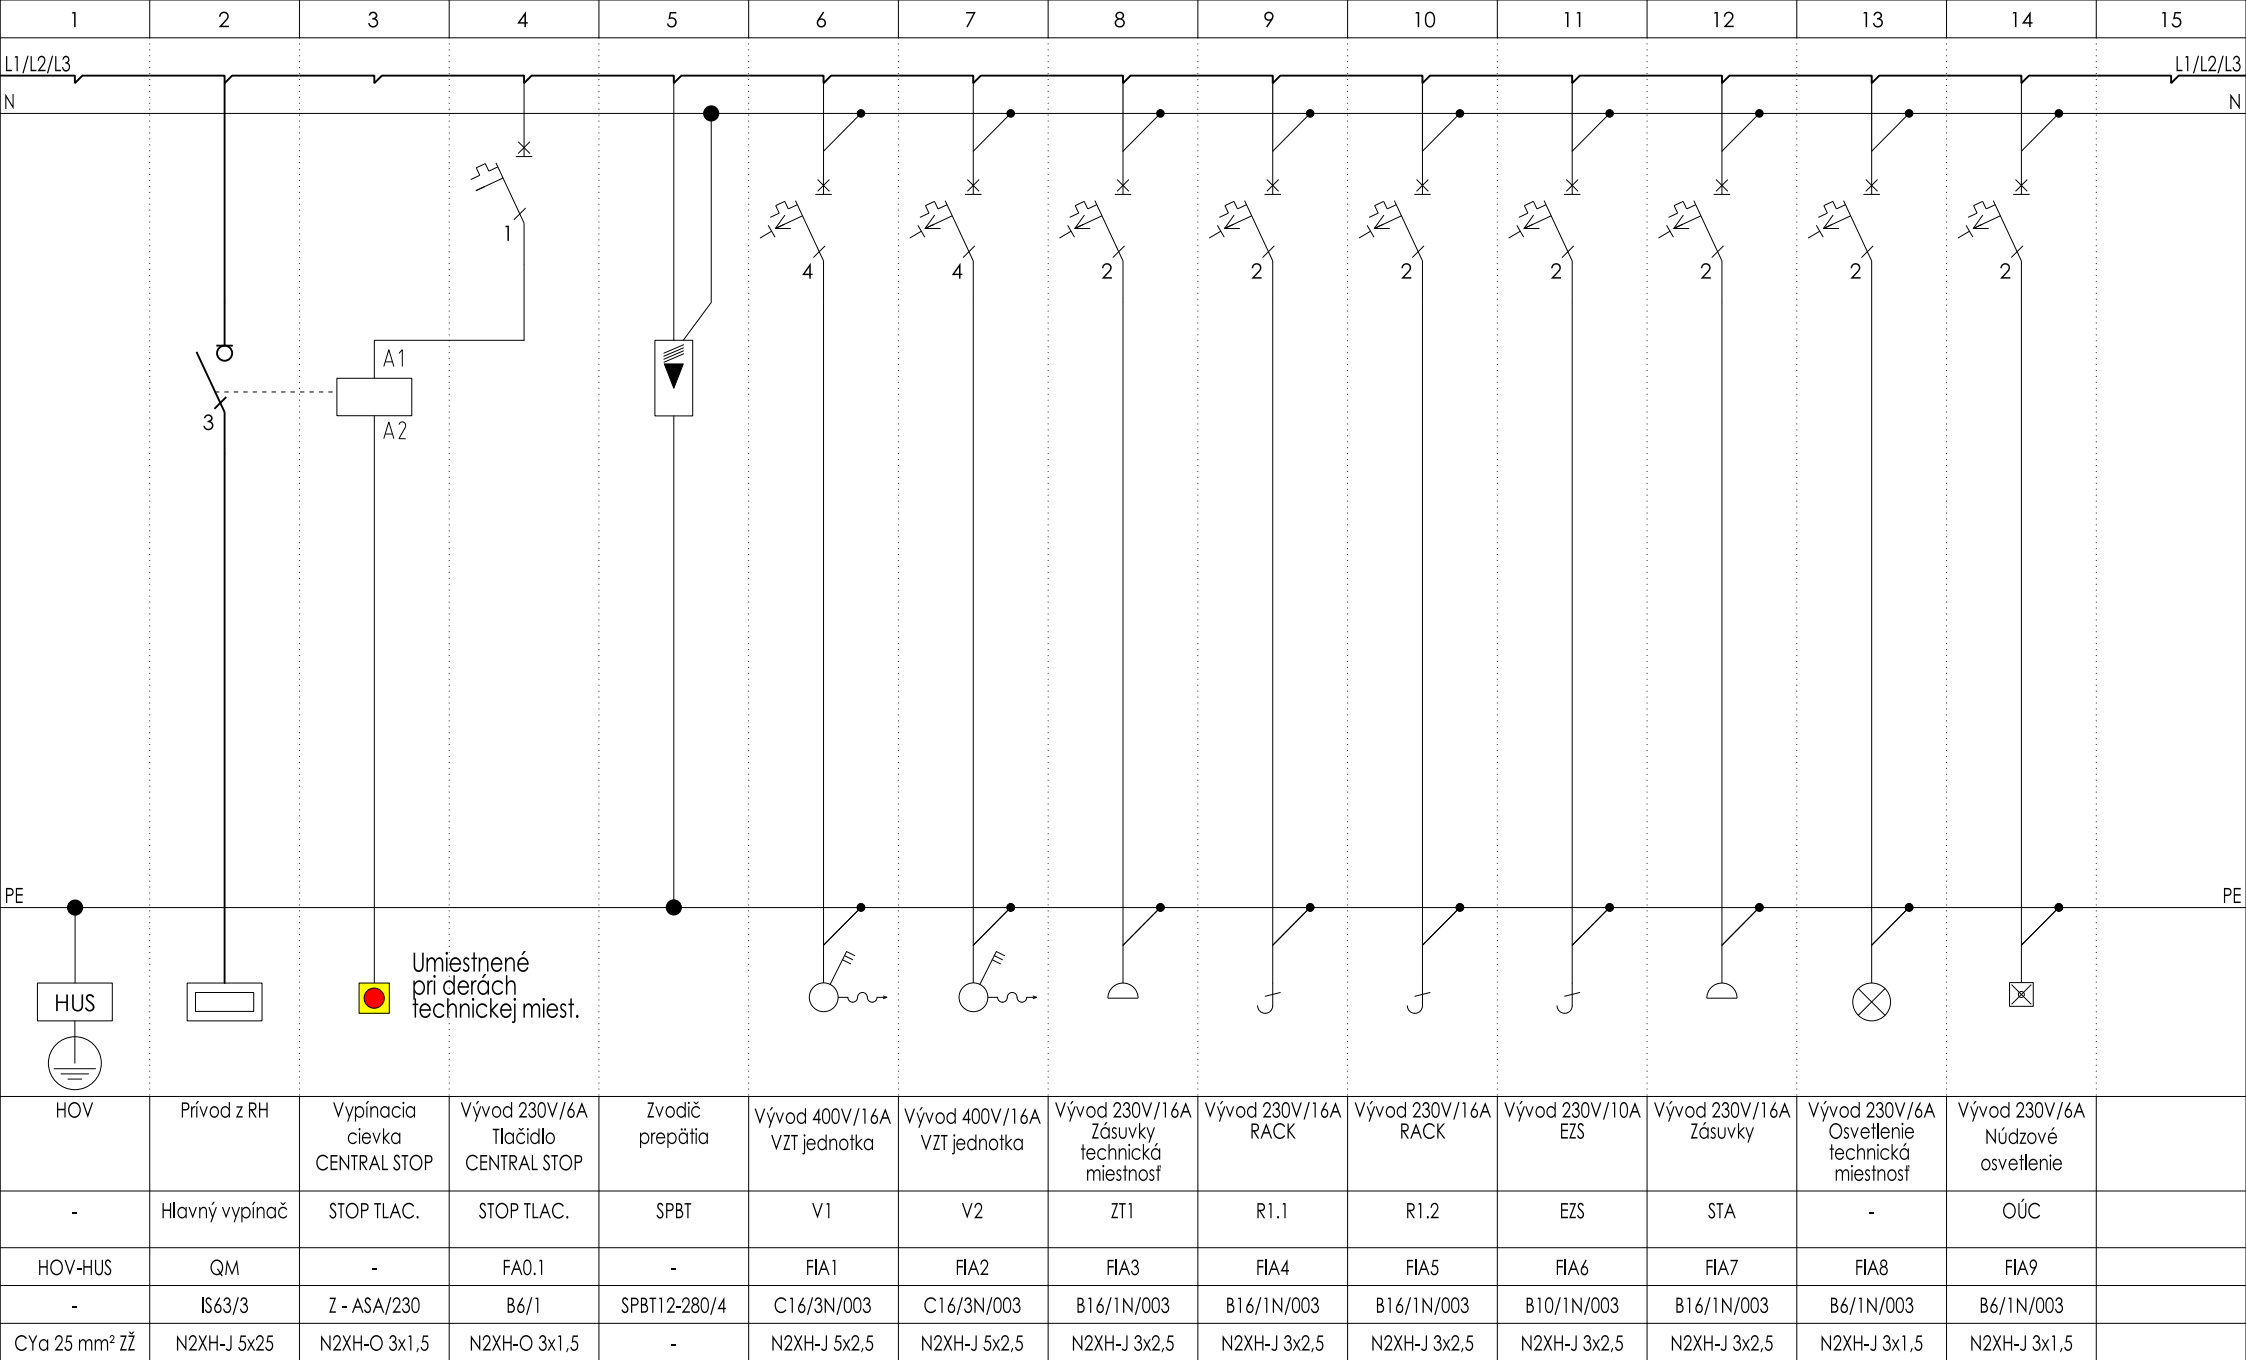 1 2 3 4 5 6 7 8 9 10 11 12 13 14 15
L1/L2/L3 L1/L2/L3
N N
1
4 4 2 2 2 2 2 2 2
A1
3
A2
PE PE
Umiestnené
pri derách
technickej miest.
HUS
HOV
Prívod z RH
Vypínacia
cievka
CENTRAL STOP
Vývod 230V/6A
Tlačidlo
CENTRAL STOP
Zvodič
prepätia
Vývod 400V/16A
VZT jednotka
Vývod 400V/16A
VZT jednotka
Vývod 230V/16A
Zásuvky
technická
miestnosť
Vývod 230V/16A
RACK
Vývod 230V/16A
RACK
Vývod 230V/10A
EZS
Vývod 230V/16A
Zásuvky
Vývod 230V/6A
Osvetlenie
technická
miestnosť
Vývod 230V/6A
Núdzové
osvetlenie
- Hlavný vypínač STOP TLAC. STOP TLAC. SPBT V1 V2 ZT1 R1.1 R1.2 EZS STA - OÚC
HOV-HUS QM - FA0.1 - FIA1 FIA2 FIA3 FIA4 FIA5 FIA6 FIA7 FIA8 FIA9
- IS63/3 Z - ASA/230 B6/1 SPBT12-280/4 C16/3N/003 C16/3N/003 B16/1N/003 B16/1N/003 B16/1N/003 B10/1N/003 B16/1N/003 B6/1N/003 B6/1N/003
CYa 25 mm² ZŽ N2XH-J 5x25 N2XH-O 3x1,5 N2XH-O 3x1,5 - N2XH-J 5x2,5 N2XH-J 5x2,5 N2XH-J 3x2,5 N2XH-J 3x2,5 N2XH-J 3x2,5 N2XH-J 3x2,5 N2XH-J 3x2,5 N2XH-J 3x1,5 N2XH-J 3x1,5